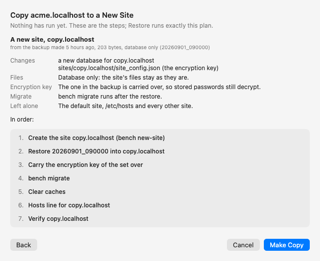 Copy acme.localhost to a New Site
Nothing has run yet. These are the steps; Restore runs exactly this plan.
A new site, copy.localhost
from the backup made 5 hours ago, 203 bytes, database only (20260901_090000)
Changes a new database for copy.localhost
sites/copy.localhost/site_config.json (the encryption key)
Files Database only: the site's files stay as they are.
Encryption key The one in the backup is carried over, so stored passwords still decrypt.
Migrate bench migrate runs after the restore.
Left alone The default site, /etc/hosts and every other site.
In order:
1. Create the site copy.localhost (bench new-site)
2. Restore 20260901_090000 into copy.localhost
3. Carry the encryption key of the set over
4. bench migrate
5. Clear caches
6. Hosts line for copy.localhost
7. Verify copy.localhost
Back Cancel Make Copy